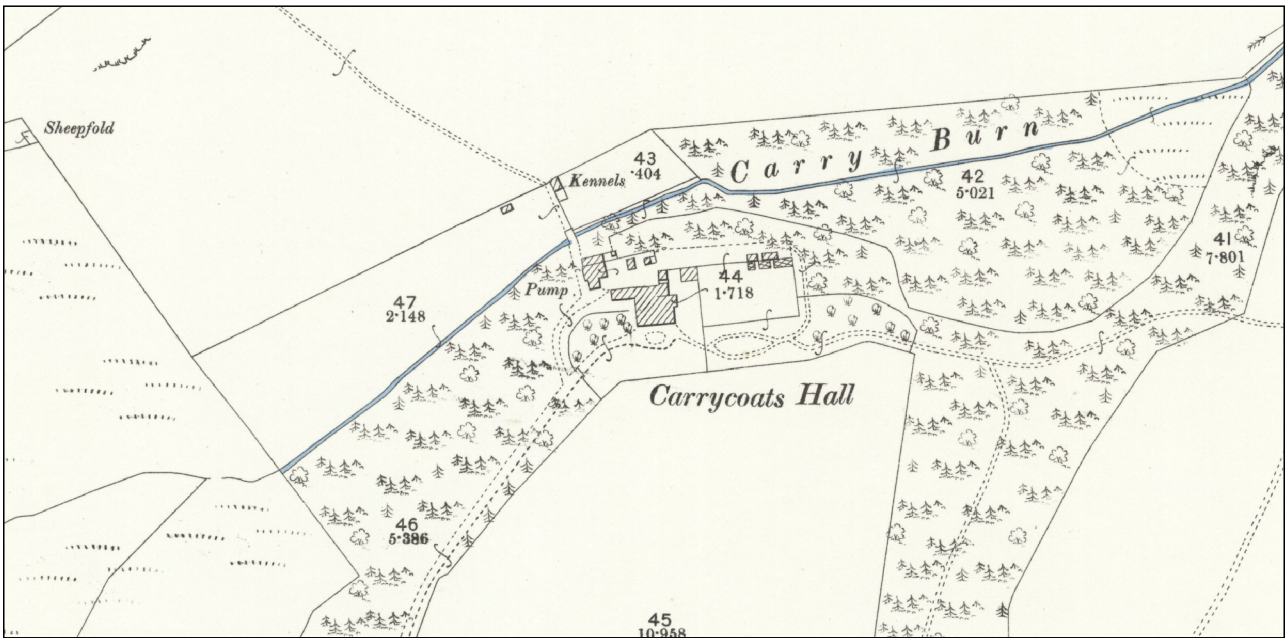 Sheepfold
43
·404
Kennels
Carry Burn
42
5·021
41
7·801
44
1·718
Pump
47
2·148
Carrycoats Hall
46
5·386
45
10·958